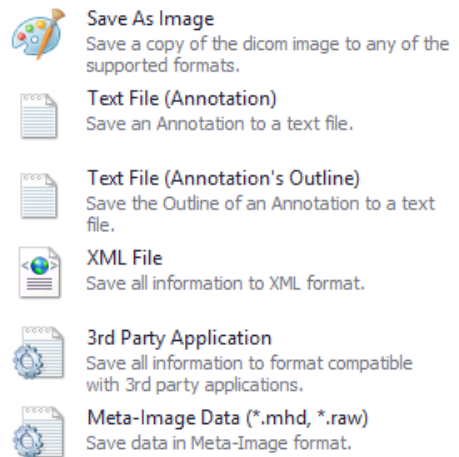 Save As Image
Save a copy of the dicom image to any of the
supported formats.
Text File (Annotation)
Save an Annotation to a text file.
Text File (Annotation's Outline)
Save the Outline of an Annotation to a text
file.
XML File
Save all information to XML format.
3rd Party Application
Save all information to format compatible
with 3rd party applications.
Meta-Image Data (*.mhd, *.raw)
Save data in Meta-Image format.